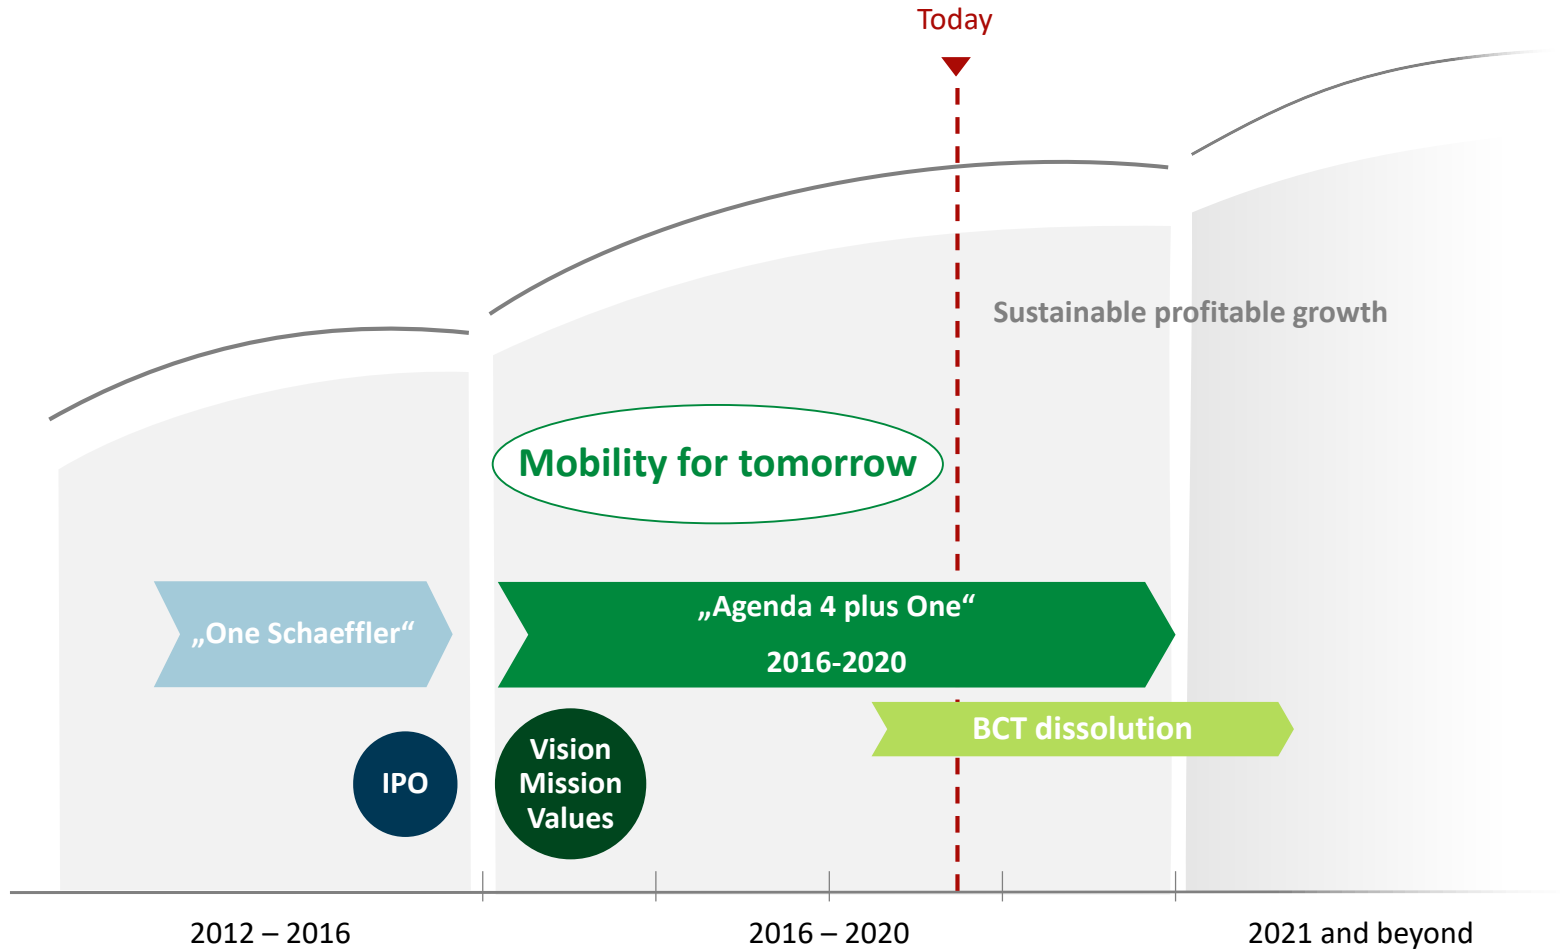 Today
Sustainable profitable growth
Mobility for tomorrow
„One Schaeffler“
„Agenda 4 plus One“
2016-2020
BCT dissolution
IPO
Vision
Mission
Values
2012 – 2016
2016 – 2020
2021 and beyond